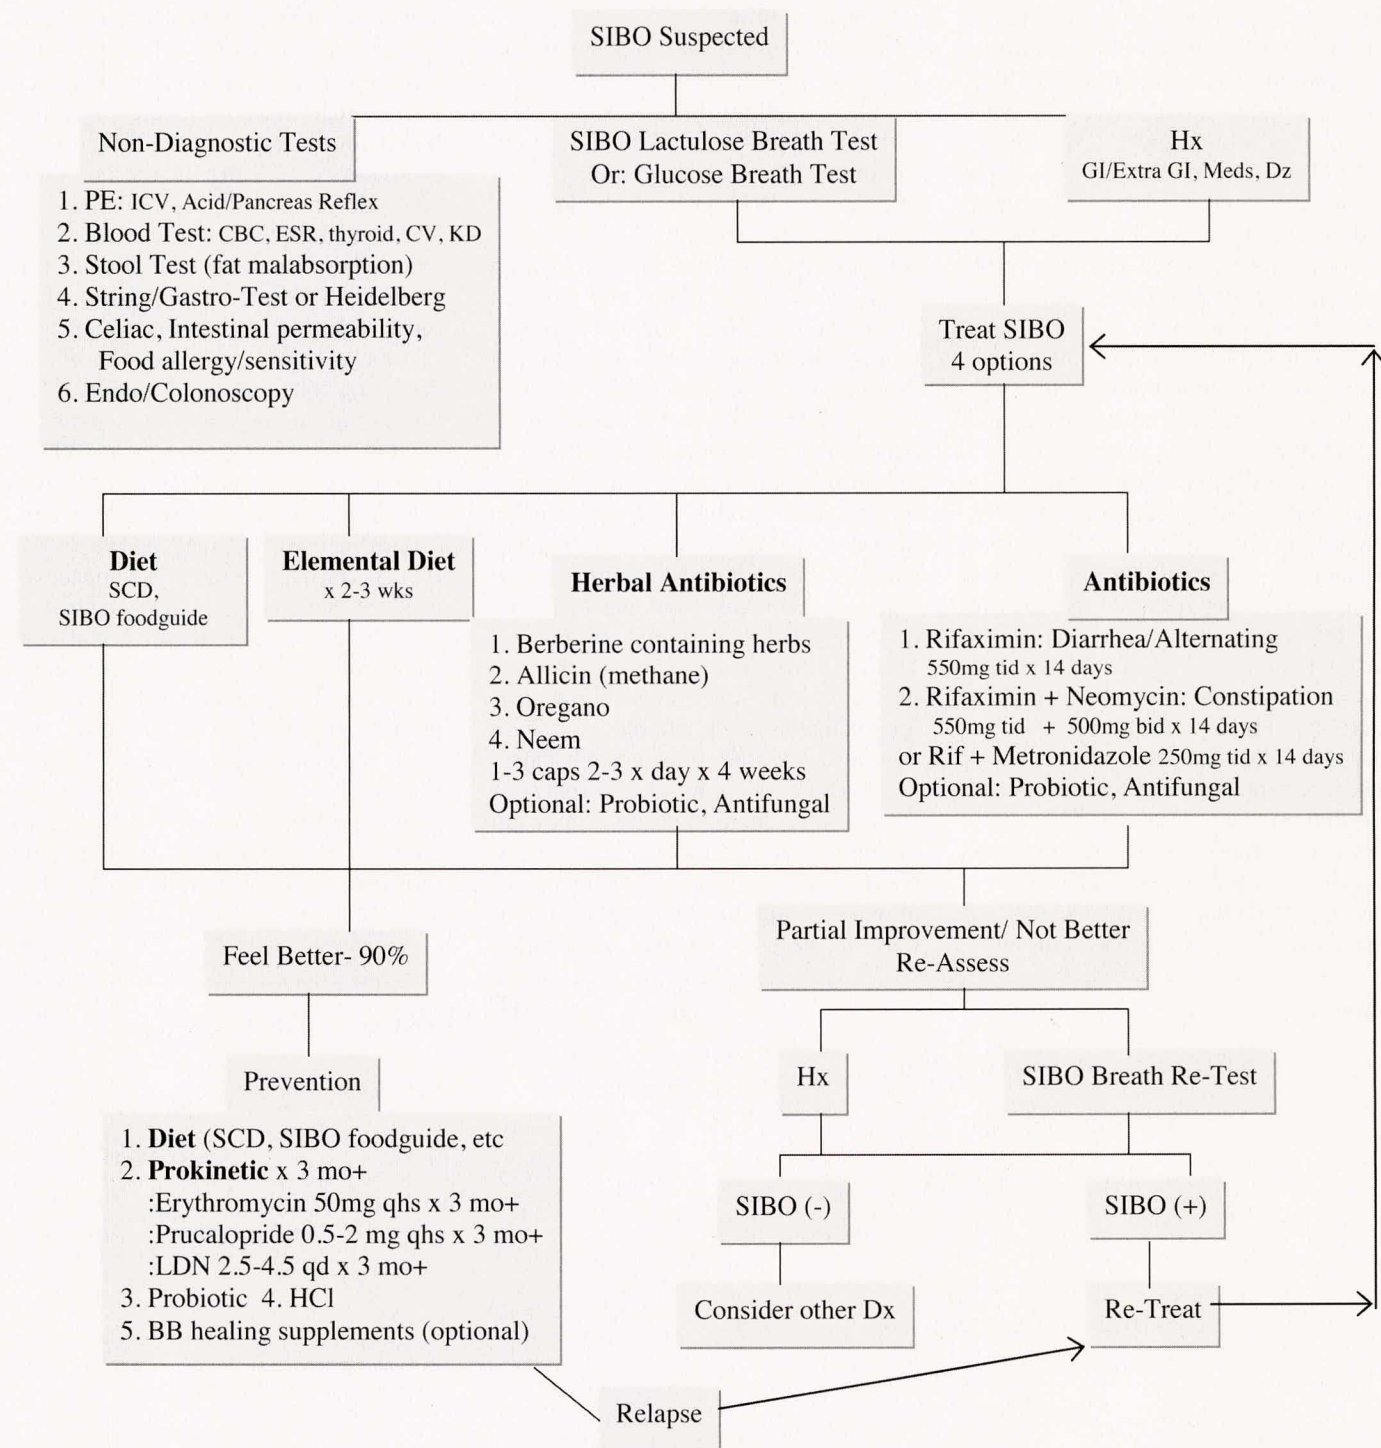 SIBO Suspected
Non-Diagnostic Tests
1. PE: ICV, Acid/Pancreas Reflex
2. Blood Test: CBC, ESR, thyroid, CV, KD
3. Stool Test (fat malabsorption)
4. String/Gastro-Test or Heidelberg
5. Celiac, Intestinal permeability,
Food allergy/sensitivity
6. Endo/Colonoscopy
SIBO Lactulose Breath Test
Or: Glucose Breath Test
Hx
GI/Extra GI, Meds, Dz
Treat SIBO
4 options
Diet
SCD,
SIBO foodguide
Elemental Diet
x 2-3 wks
Herbal Antibiotics
1. Berberine containing herbs
2. Allicin (methane)
3. Oregano
4. Neem
1-3 caps 2-3 x day x 4 weeks
Optional: Probiotic, Antifungal
Antibiotics
1. Rifaximin: Diarrhea/Alternating
550mg tid x 14 days
2. Rifaximin + Neomycin: Constipation
550mg tid + 500mg bid x 14 days
or Rif + Metronidazole 250mg tid x 14 days
Optional: Probiotic, Antifungal
Feel Better- 90%
Prevention
1. Diet (SCD, SIBO foodguide, etc
2. Prokinetic x 3 mo+
:Erythromycin 50mg qhs x 3 mo+
:Prucalopride 0.5-2 mg qhs x 3 mo+
:LDN 2.5-4.5 qd x 3 mo+
3. Probiotic 4. HCl
5. BB healing supplements (optional)
Partial Improvement/ Not Better
Re-Assess
Hx
SIBO Breath Re-Test
SIBO (-)
SIBO (+)
Consider other Dx
Re-Treat
Relapse